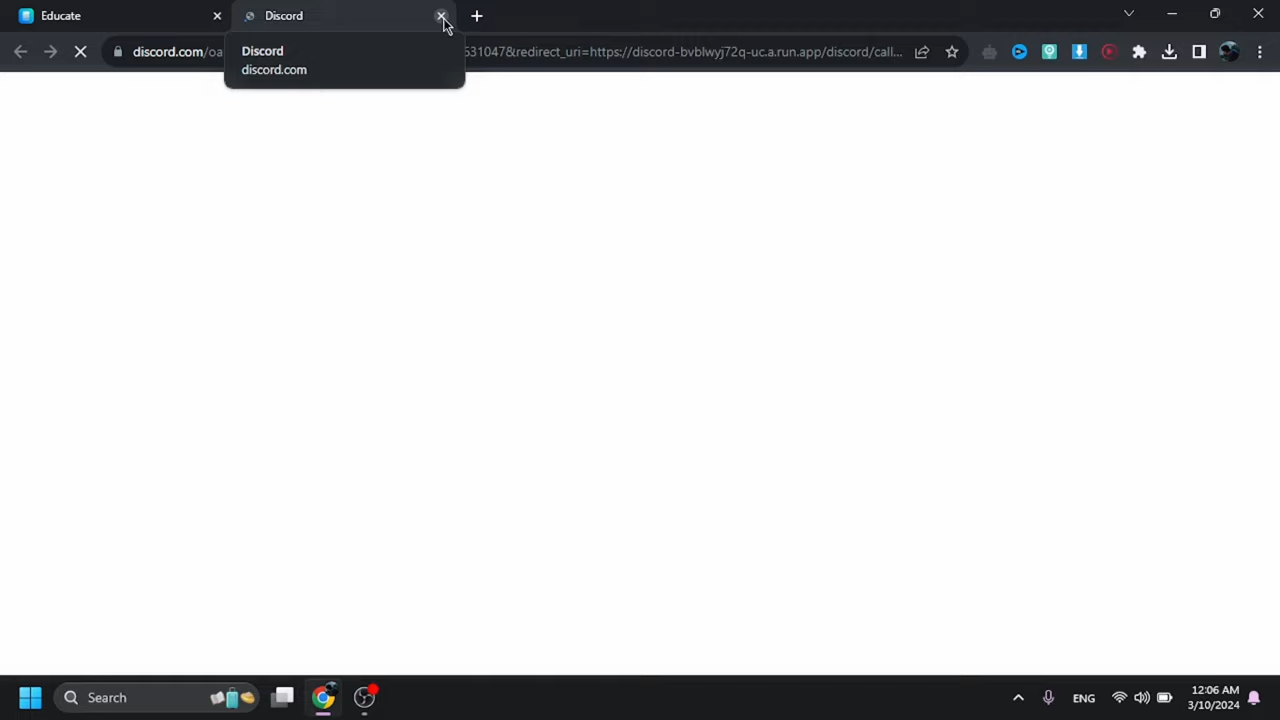 Educate
Discord
discord.com/oa
531047&redirect_uri=https://discord-bvblwyj72q-uc.a.run.app/discord/call...
Discord
discord.com
Search
ENG
12:06 AM
3/10/2024